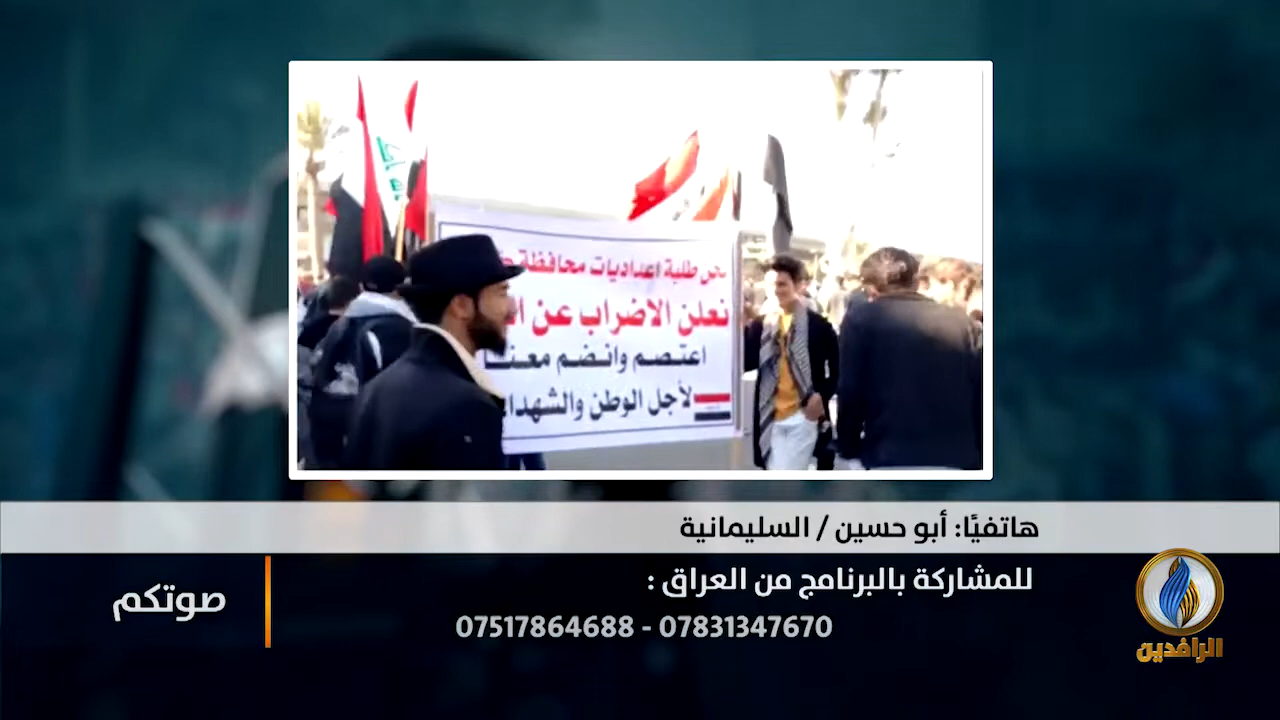 نحن طلبة اعداديات محافظة
نعلن الاضراب عن
اعتصم وانضم معنا
لأجل الوطن والشهداء
هاتفيًا: أبو حسين / السليمانية
للمشاركة بالبرنامج من العراق :
07517864688 - 07831347670
صوتكم
الرافدين